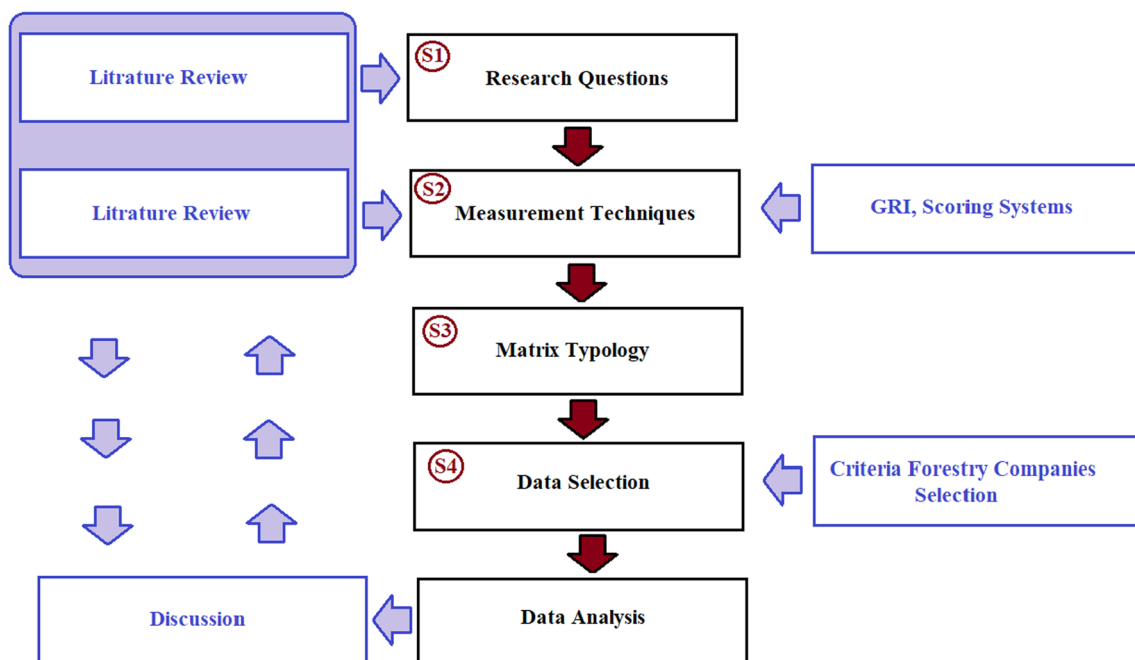 Litrature Review
S1
Research Questions
Litrature Review
S2
Measurement Techniques
GRI, Scoring Systems
S3
Matrix Typology
S4
Data Selection
Criteria Forestry Companies
Selection
Discussion
Data Analysis